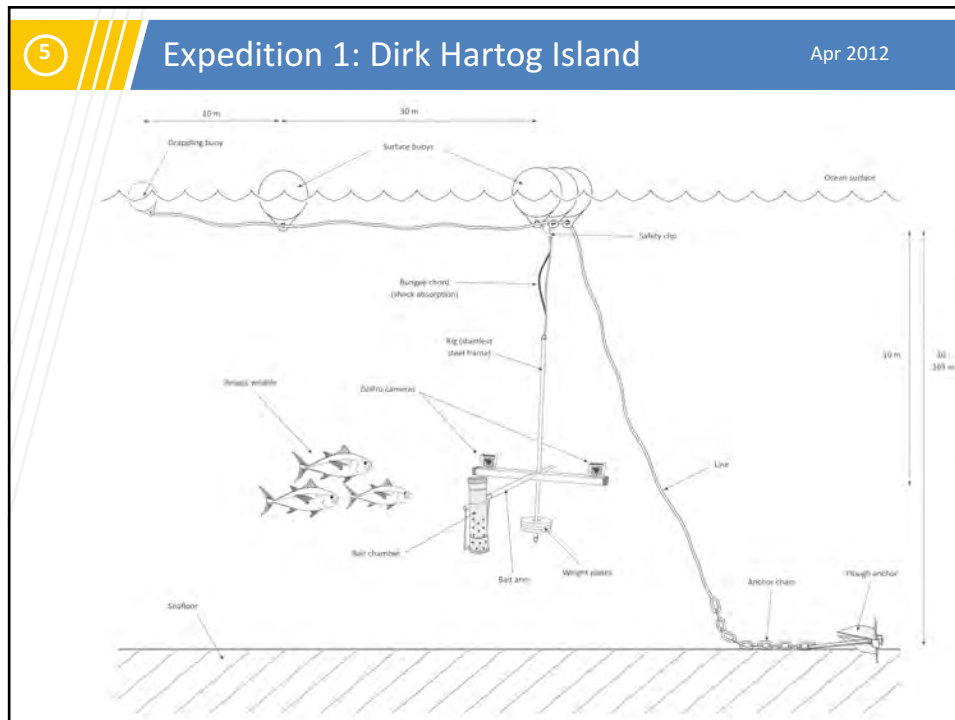 5
Expedition 1: Dirk Hartog Island
Apr 2012
10 m
30 m
Grappling buoy
Surface buoys
Ocean surface
Safety clip
Bungee chord
(shock absorption)
Rig (stainless
steel frame)
10 m
Pelagic wildlife
GoPro cameras
Line
Bait chamber
Bait arm
Weight plates
Anchor chain
Plough anchor
Seafloor